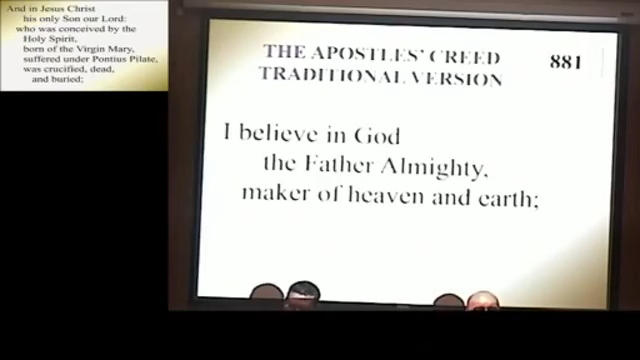 And in Jesus Christ
his only Son our Lord:
who was conceived by the
Holy Spirit,
born of the Virgin Mary,
suffered under Pontius Pilate,
was crucified, dead,
and buried;
THE APOSTLES' CREED
TRADITIONAL VERSION
881
I believe in God
the Father Almighty,
maker of heaven and earth;